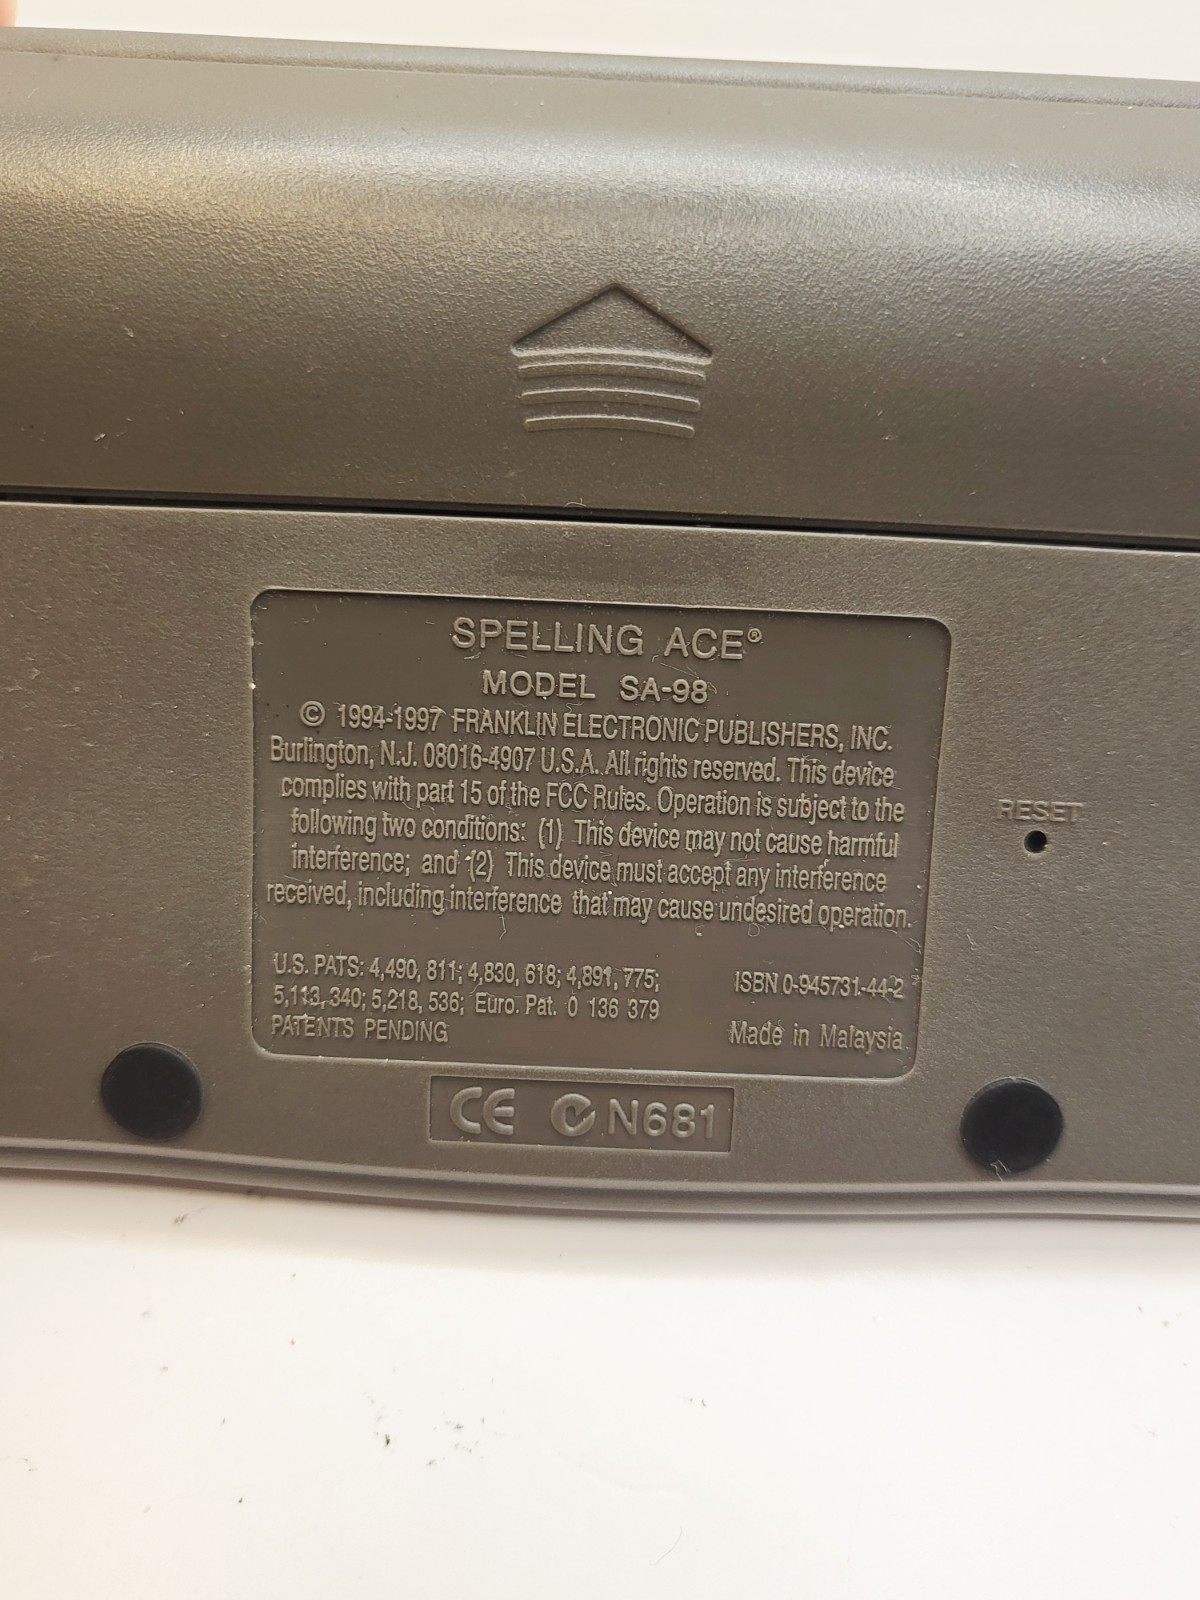 SPELLING ACE®
MODEL SA-98
© 1994-1997 FRANKLIN ELECTRONIC PUBLISHERS, INC.
Burlington, N.J. 08016-4907 U.S.A. All rights reserved. This device
complies with part 15 of the FCC Rules. Operation is subject to the
following two conditions: (1) This device may not cause harmful
interference; and (2) This device must accept any interference
received, including interference that may cause undesired operation.
U.S. PATS: 4,490, 811; 4,830, 618; 4,891, 775;
5,113, 340; 5,218, 536; Euro. Pat. 0 136 379
PATENTS PENDING
ISBN 0-945731-44-2
Made in Malaysia
RESET
CE N681